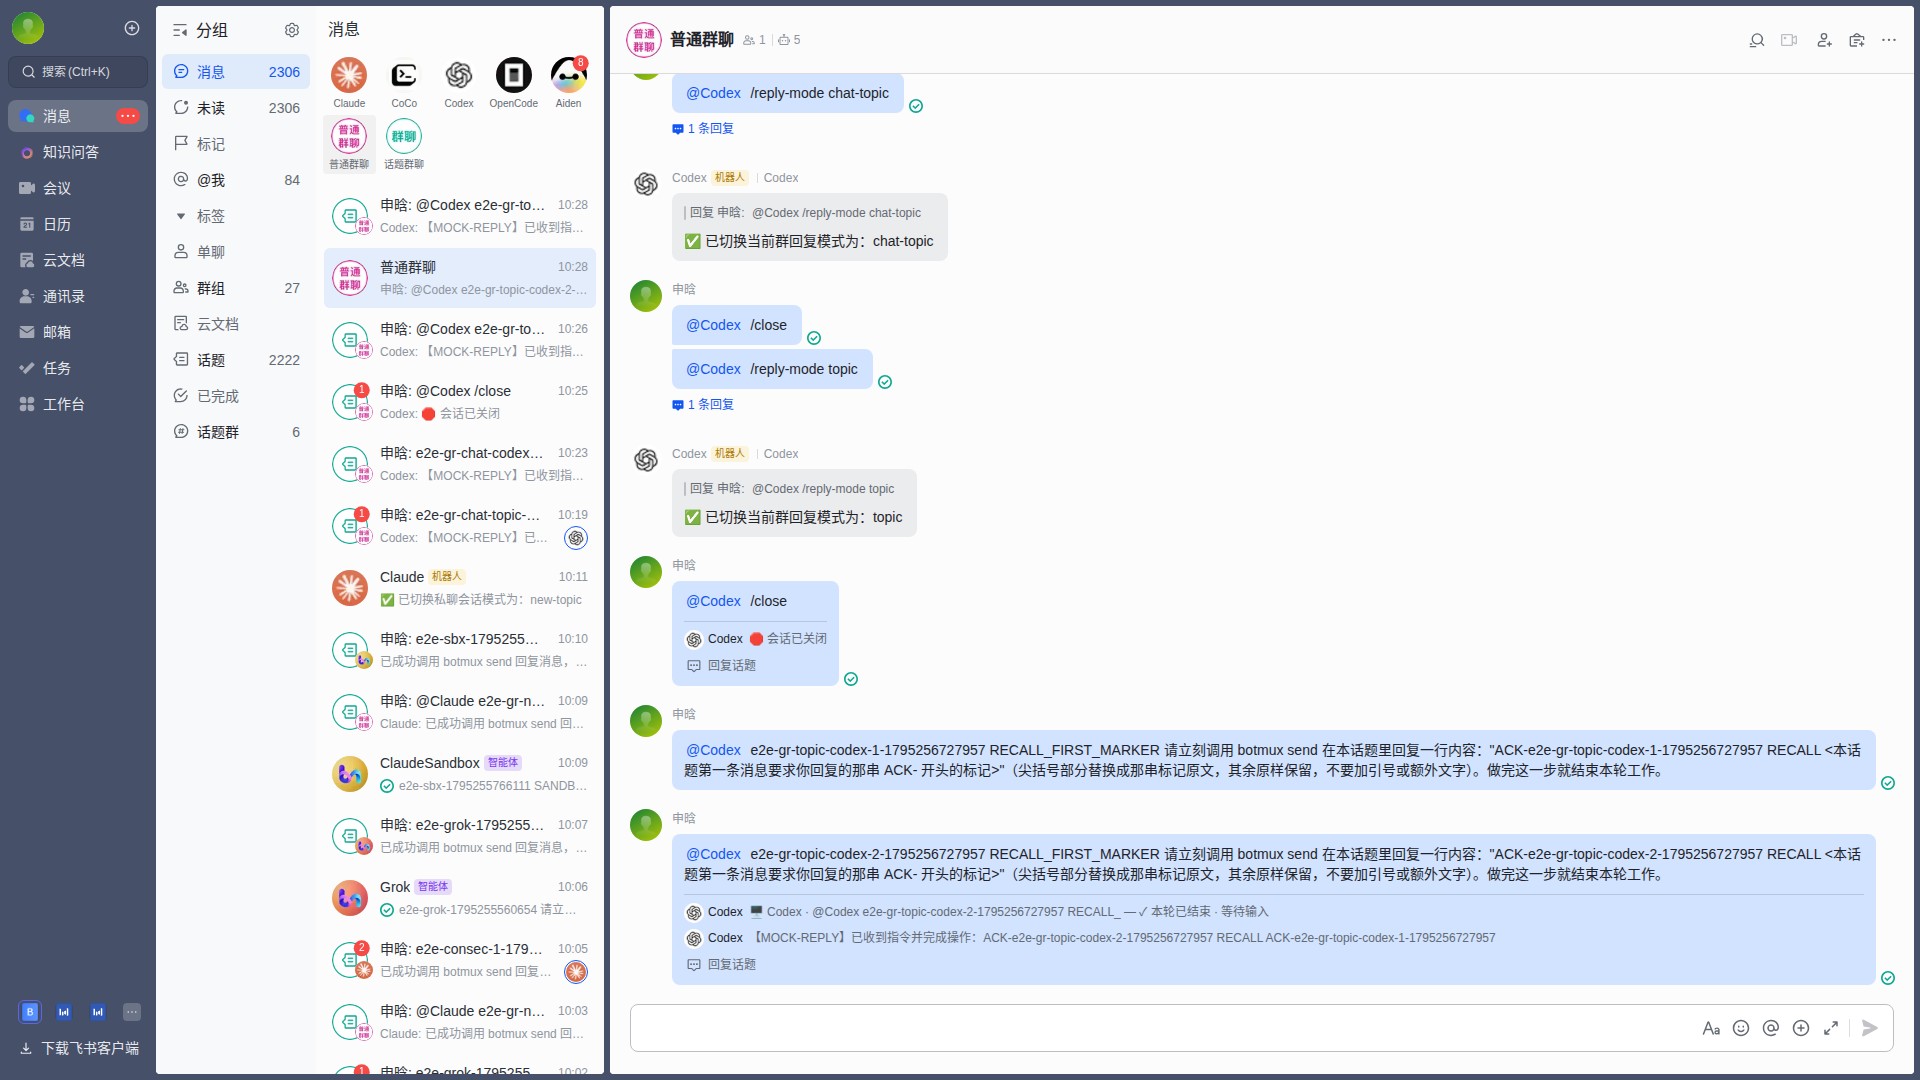 搜索 (Ctrl+K)
消息
知识问答
会议
日历
云文档
通讯录
邮箱
任务
工作台
下载飞书客户端
分组
消息 2306
未读 2306
标记
@我 84
标签
单聊
群组 27
云文档
话题 2222
已完成
话题群 6
消息
Claude
CoCo
Codex
OpenCode
8
Aiden
普通群聊
普通群聊
群聊
话题群聊
申晗: @Codex e2e-gr-to... 10:28
Codex: 【MOCK-REPLY】已收到指...
普通群聊
普通群聊 10:28
申晗: @Codex e2e-gr-topic-codex-2-...
申晗: @Codex e2e-gr-to... 10:26
Codex: 【MOCK-REPLY】已收到指...
1
申晗: @Codex /close 10:25
Codex: 🛑 会话已关闭
申晗: e2e-gr-chat-codex... 10:23
Codex: 【MOCK-REPLY】已收到指...
1
申晗: e2e-gr-chat-topic-... 10:19
Codex: 【MOCK-REPLY】已...
Claude 机器人 10:11
✅ 已切换私聊会话模式为：new-topic
申晗: e2e-sbx-1795255... 10:10
已成功调用 botmux send 回复消息，...
申晗: @Claude e2e-gr-n... 10:09
Claude: 已成功调用 botmux send 回...
ClaudeSandbox 智能体 10:09
e2e-sbx-1795255766111 SANDB...
申晗: e2e-grok-1795255... 10:07
已成功调用 botmux send 回复消息，...
Grok 智能体 10:06
e2e-grok-1795255560654 请立...
2
申晗: e2e-consec-1-179... 10:05
已成功调用 botmux send 回复...
申晗: @Claude e2e-gr-n... 10:03
Claude: 已成功调用 botmux send 回...
1
申晗: e2e-grok-1795255... 10:02
普通群聊
普通群聊 1 5
@Codex /reply-mode chat-topic
1 条回复
Codex 机器人 Codex
回复 申晗：@Codex /reply-mode chat-topic
✅ 已切换当前群回复模式为：chat-topic
申晗
@Codex /close
@Codex /reply-mode topic
1 条回复
Codex 机器人 Codex
回复 申晗：@Codex /reply-mode topic
✅ 已切换当前群回复模式为：topic
申晗
@Codex /close
Codex 🛑 会话已关闭
回复话题
申晗
@Codex e2e-gr-topic-codex-1-1795256727957 RECALL_FIRST_MARKER 请立刻调用 botmux send 在本话题里回复一行内容："ACK-e2e-gr-topic-codex-1-1795256727957 RECALL <本话
题第一条消息要求你回复的那串 ACK- 开头的标记>"（尖括号部分替换成那串标记原文，其余原样保留，不要加引号或额外文字）。做完这一步就结束本轮工作。
申晗
@Codex e2e-gr-topic-codex-2-1795256727957 RECALL_FIRST_MARKER 请立刻调用 botmux send 在本话题里回复一行内容："ACK-e2e-gr-topic-codex-2-1795256727957 RECALL <本话
题第一条消息要求你回复的那串 ACK- 开头的标记>"（尖括号部分替换成那串标记原文，其余原样保留，不要加引号或额外文字）。做完这一步就结束本轮工作。
Codex 🖥️ Codex · @Codex e2e-gr-topic-codex-2-1795256727957 RECALL_ — ✓ 本轮已结束 · 等待输入
Codex 【MOCK-REPLY】已收到指令并完成操作：ACK-e2e-gr-topic-codex-2-1795256727957 RECALL ACK-e2e-gr-topic-codex-1-1795256727957
回复话题
Aa